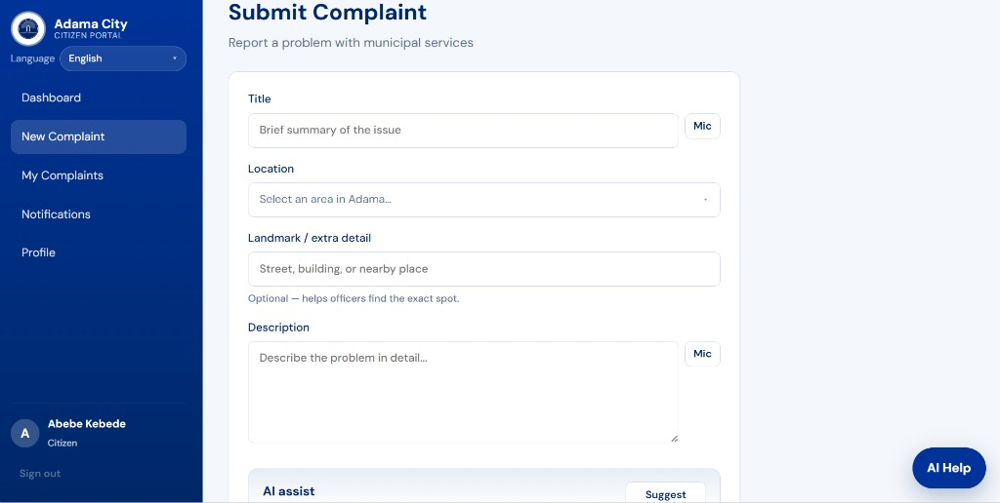 Adama City
CITIZEN PORTAL
Language English
Dashboard
New Complaint
My Complaints
Notifications
Profile
A
Abebe Kebede
Citizen
Sign out
Submit Complaint
Report a problem with municipal services
Title
Brief summary of the issue
Mic
Location
Select an area in Adama...
Landmark / extra detail
Street, building, or nearby place
Optional — helps officers find the exact spot.
Description
Describe the problem in detail...
Mic
AI assist
Suggest
AI Help